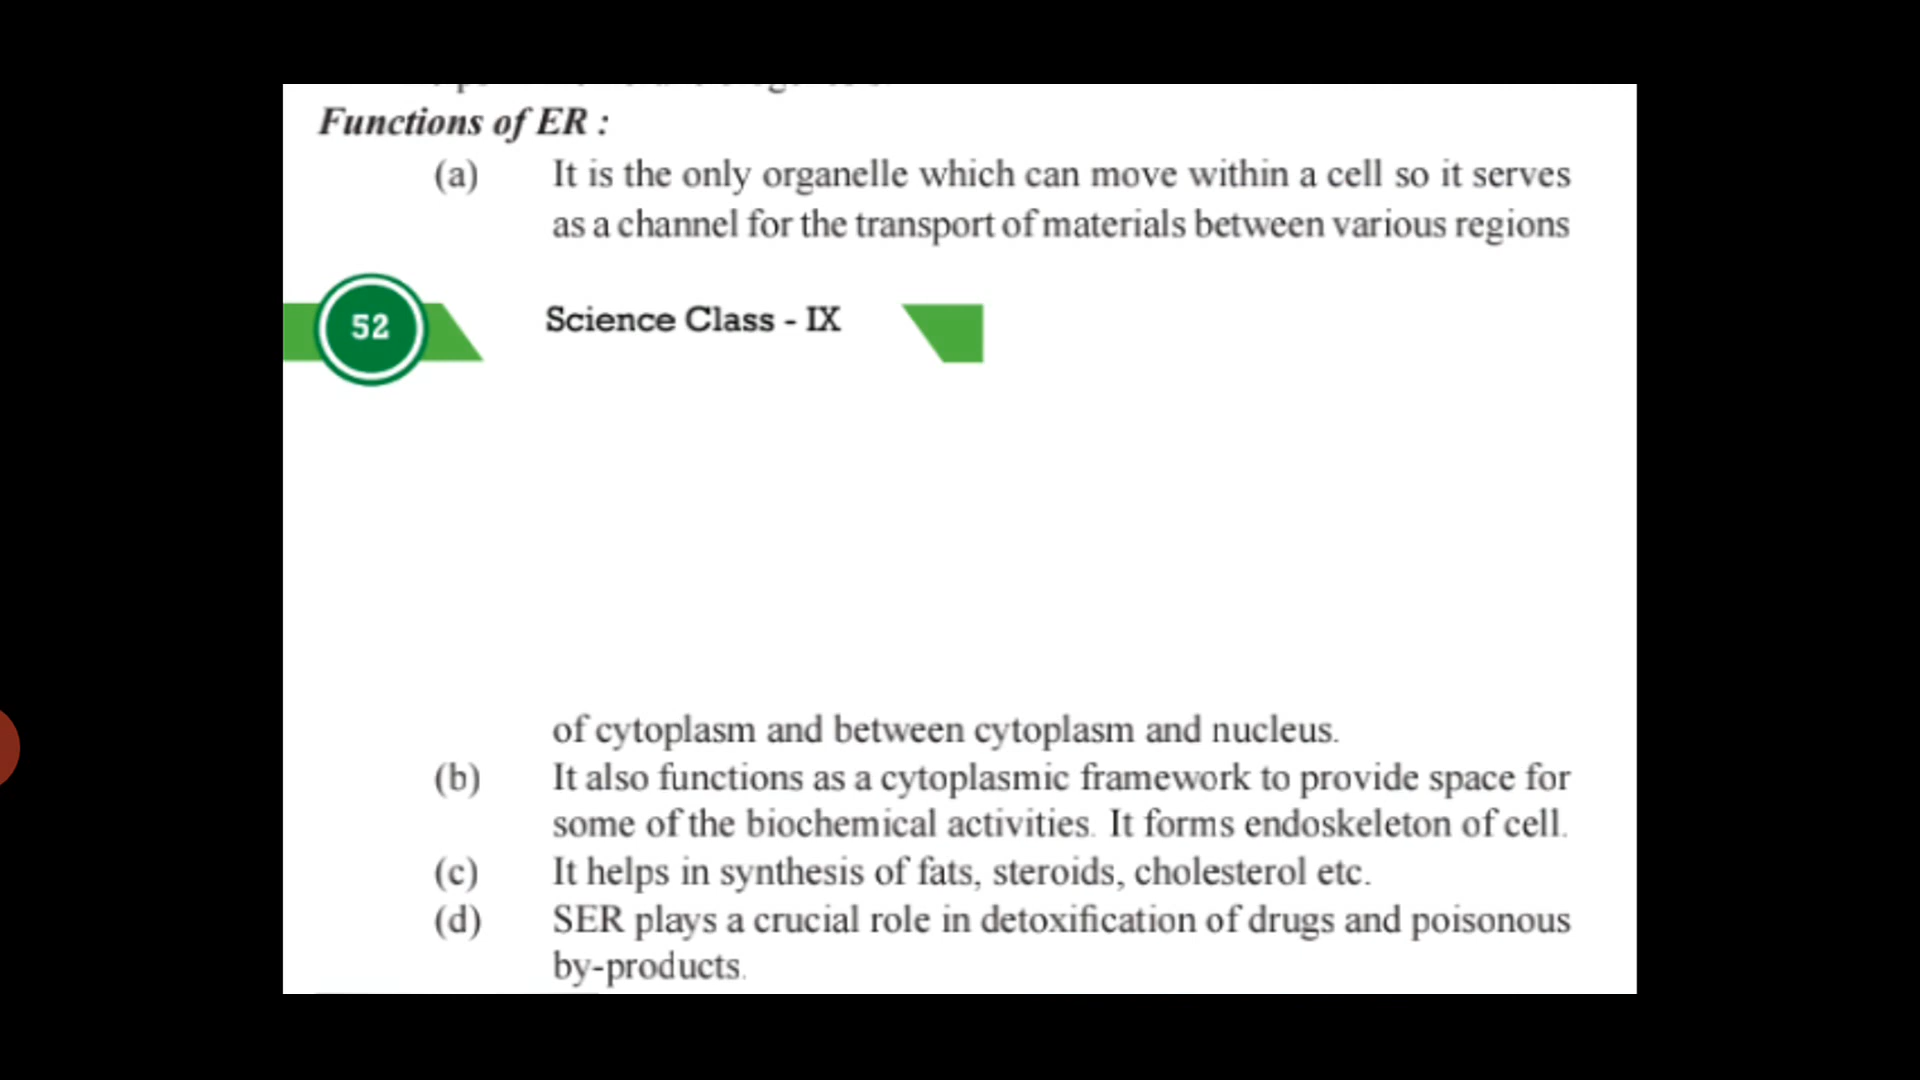 Functions of ER :
(a) It is the only organelle which can move within a cell so it serves
as a channel for the transport of materials between various regions
52 Science Class - IX
of cytoplasm and between cytoplasm and nucleus.
(b) It also functions as a cytoplasmic framework to provide space for
some of the biochemical activities. It forms endoskeleton of cell.
(c) It helps in synthesis of fats, steroids, cholesterol etc.
(d) SER plays a crucial role in detoxification of drugs and poisonous
by-products.